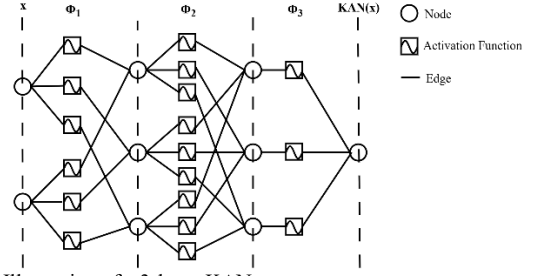 x Φ1 Φ2 Φ3 KAN(x)
Node
Activation Function
Edge